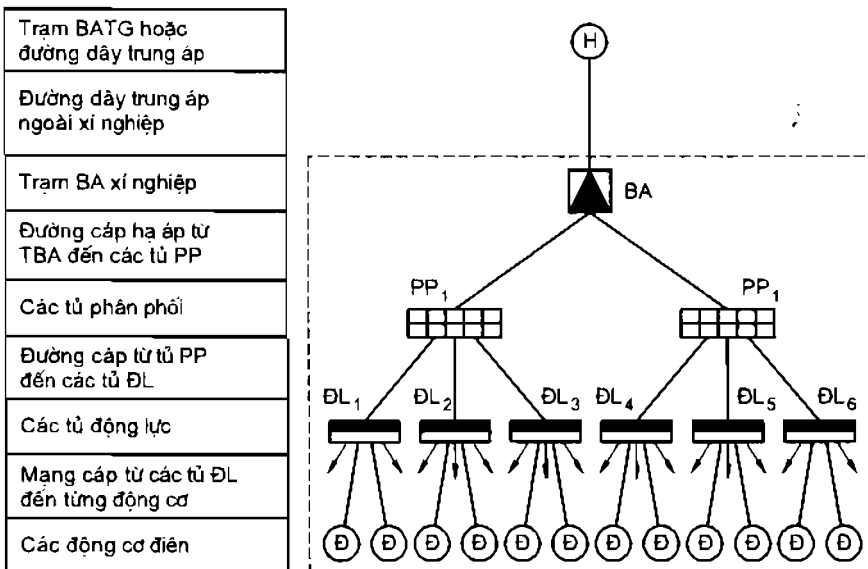 Trạm BATG hoặc
đường dây trung áp
Đường dây trung áp
ngoài xí nghiệp
Trạm BA xí nghiệp
Đường cáp hạ áp từ
TBA đến các tủ PP
Các tủ phân phối
Đường cáp từ tủ PP
đến các tủ ĐL
Các tủ động lực
Mạng cáp từ các tủ ĐL
đến từng động cơ
Các động cơ điên
H
BA
PP₁ PP₁
ĐL₁ ĐL₂ ĐL₃ ĐL₄ ĐL₅ ĐL₆
Đ Đ Đ Đ Đ Đ Đ Đ Đ Đ Đ Đ